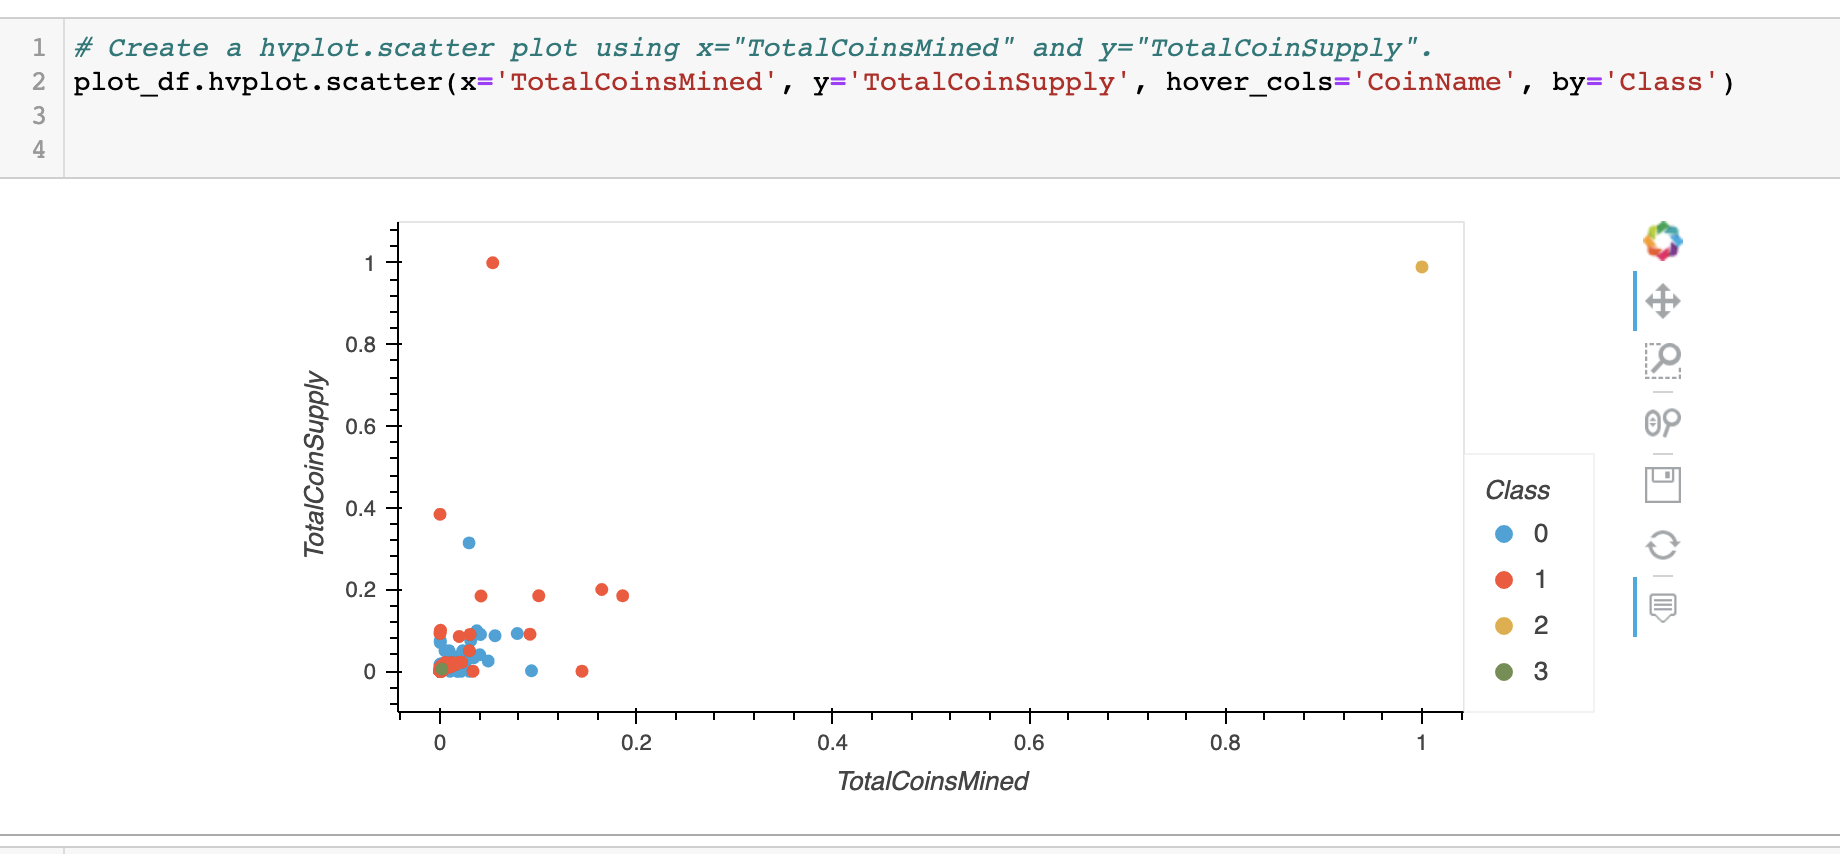 1 # Create a hvplot.scatter plot using x="TotalCoinsMined" and y="TotalCoinSupply".
2 plot_df.hvplot.scatter(x='TotalCoinsMined', y='TotalCoinSupply', hover_cols='CoinName', by='Class')
3
4
TotalCoinSupply
1
0.8
0.6
0.4
0.2
0
0 0.2 0.4 0.6 0.8 1
TotalCoinsMined
Class
0
1
2
3